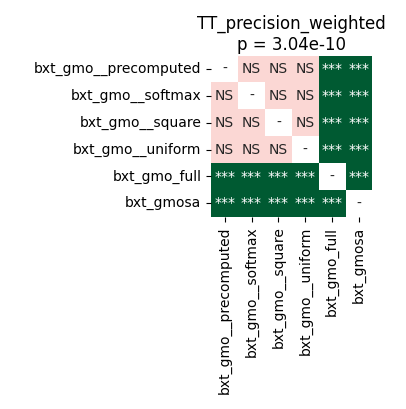 TT_precision_weighted
p = 3.04e-10
bxt_gmo__precomputed - NS NS NS *** ***
bxt_gmo__softmax NS - NS NS *** ***
bxt_gmo__square NS NS - NS *** ***
bxt_gmo__uniform NS NS NS - *** ***
bxt_gmo_full *** *** *** *** - ***
bxt_gmosa *** *** *** *** *** -
bxt_gmo__precomputed
bxt_gmo__softmax
bxt_gmo__square
bxt_gmo__uniform
bxt_gmo_full
bxt_gmosa